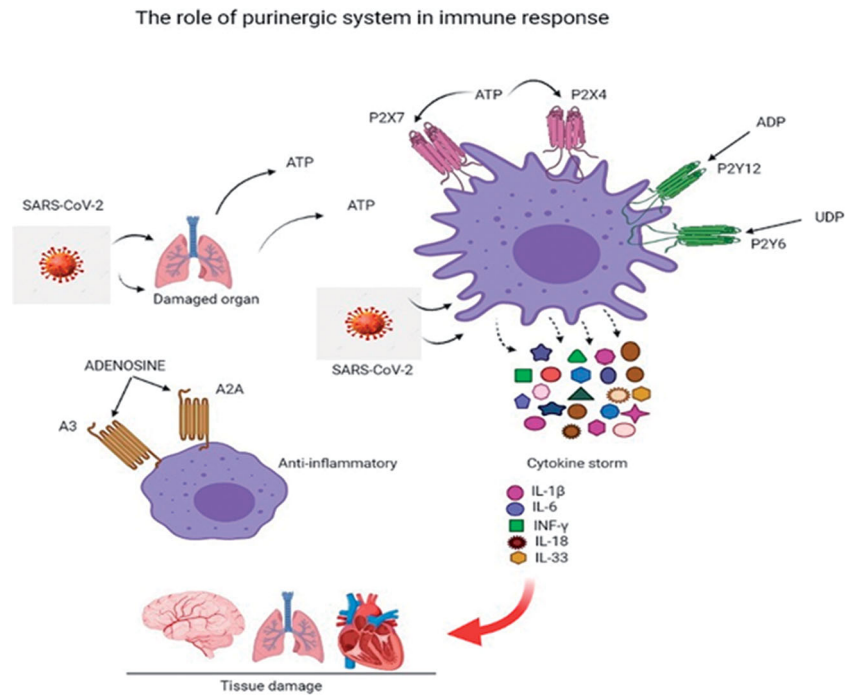 The role of purinergic system in immune response
ATP
P2X7
P2X4
ADP
P2Y12
UDP
P2Y6
ATP
ATP
SARS-CoV-2
Damaged organ
SARS-CoV-2
ADENOSINE
A2A
A3
Anti-inflammatory
Cytokine storm
IL-1β
IL-6
INF-γ
IL-18
IL-33
Tissue damage